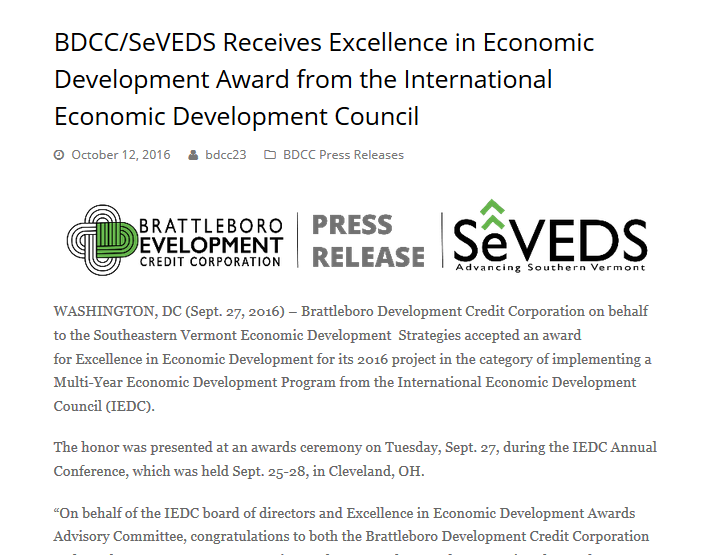 BDCC/SeVEDS Receives Excellence in Economic
Development Award from the International
Economic Development Council
October 12, 2016 bdcc23 BDCC Press Releases
BRATTLEBORO
DEVELOPMENT
CREDIT CORPORATION
PRESS
RELEASE
SeVEDS
Advancing Southern Vermont
WASHINGTON, DC (Sept. 27, 2016) – Brattleboro Development Credit Corporation on behalf
to the Southeastern Vermont Economic Development Strategies accepted an award
for Excellence in Economic Development for its 2016 project in the category of implementing a
Multi-Year Economic Development Program from the International Economic Development
Council (IEDC).
The honor was presented at an awards ceremony on Tuesday, Sept. 27, during the IEDC Annual
Conference, which was held Sept. 25-28, in Cleveland, OH.
“On behalf of the IEDC board of directors and Excellence in Economic Development Awards
Advisory Committee, congratulations to both the Brattleboro Development Credit Corporation